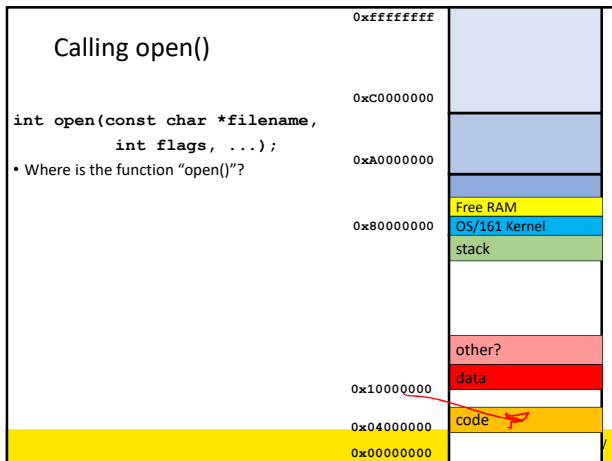 Calling open()
int open(const char *filename,
int flags, ...);
• Where is the function “open()”?
0xffffffff
0xC0000000
0xA0000000
Free RAM
0x80000000
OS/161 Kernel
stack
other?
data
0x10000000
code
0x04000000
0x00000000
/